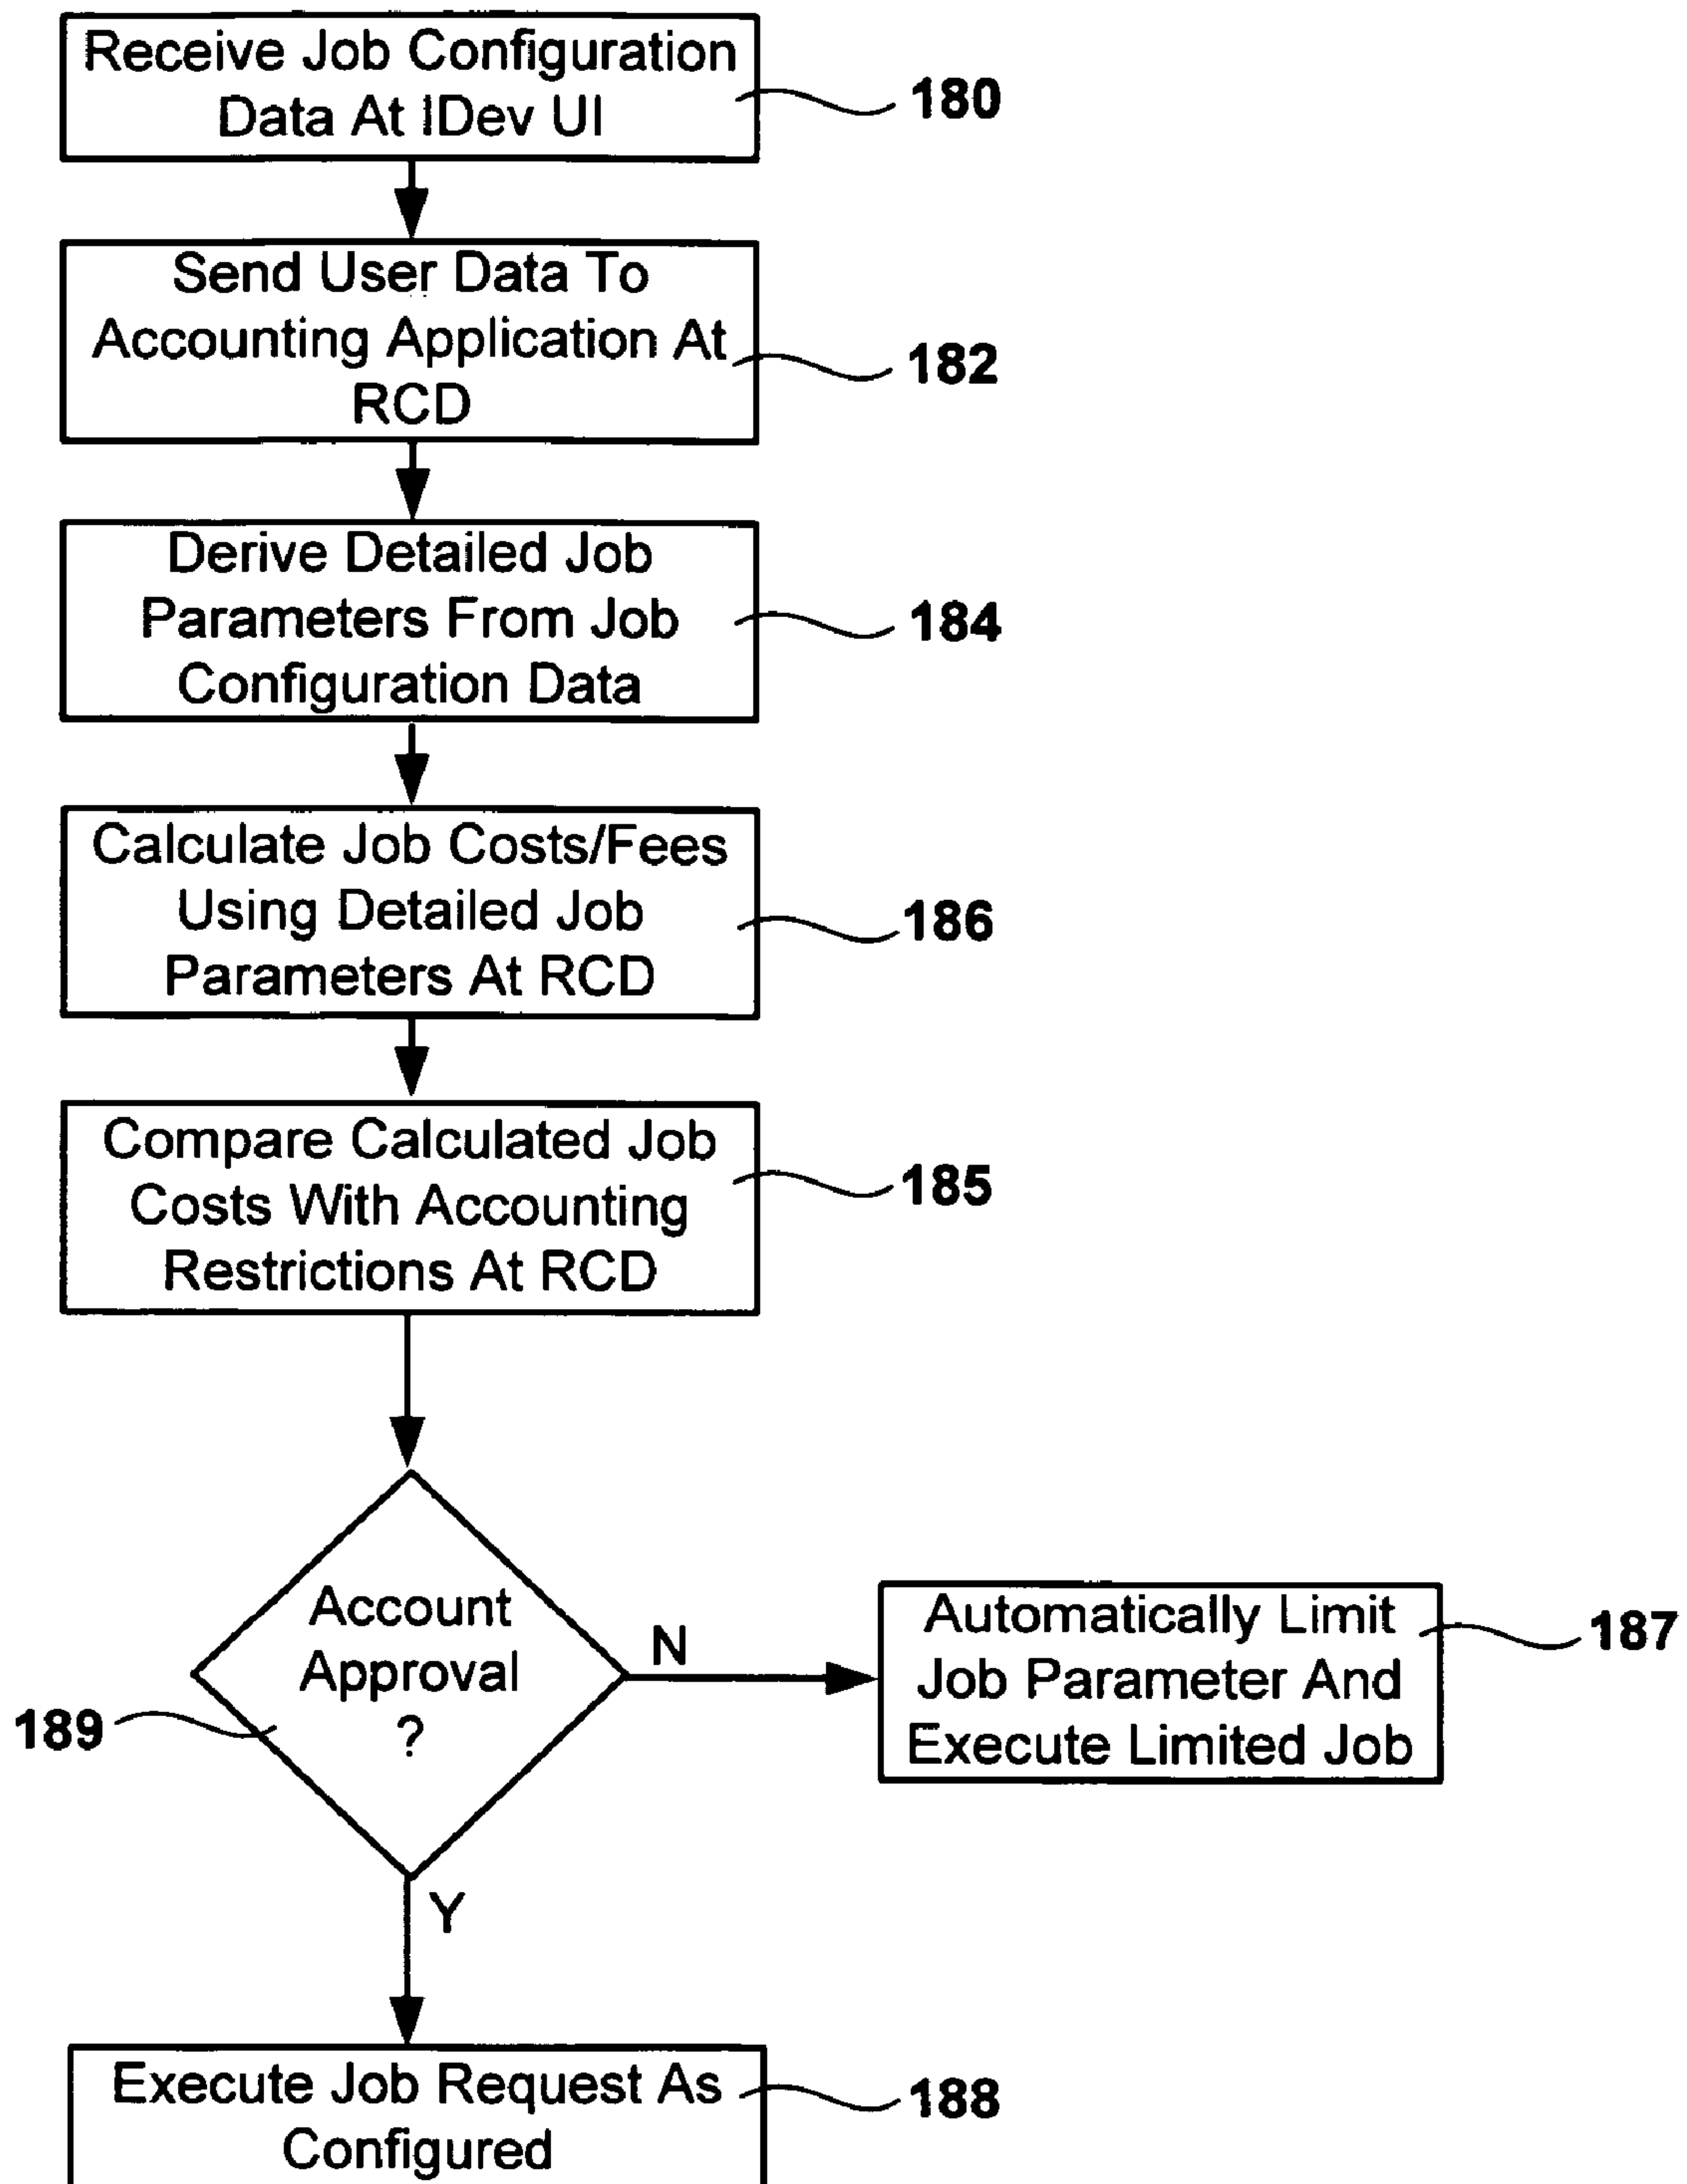 Receive Job Configuration
Data At IDev UI
180
Send User Data To
Accounting Application At
RCD
182
Derive Detailed Job
Parameters From Job
Configuration Data
184
Calculate Job Costs/Fees
Using Detailed Job
Parameters At RCD
186
Compare Calculated Job
Costs With Accounting
Restrictions At RCD
185
Account
Approval
?
189
N
Automatically Limit
Job Parameter And
Execute Limited Job
187
Y
Execute Job Request As
Configured
188